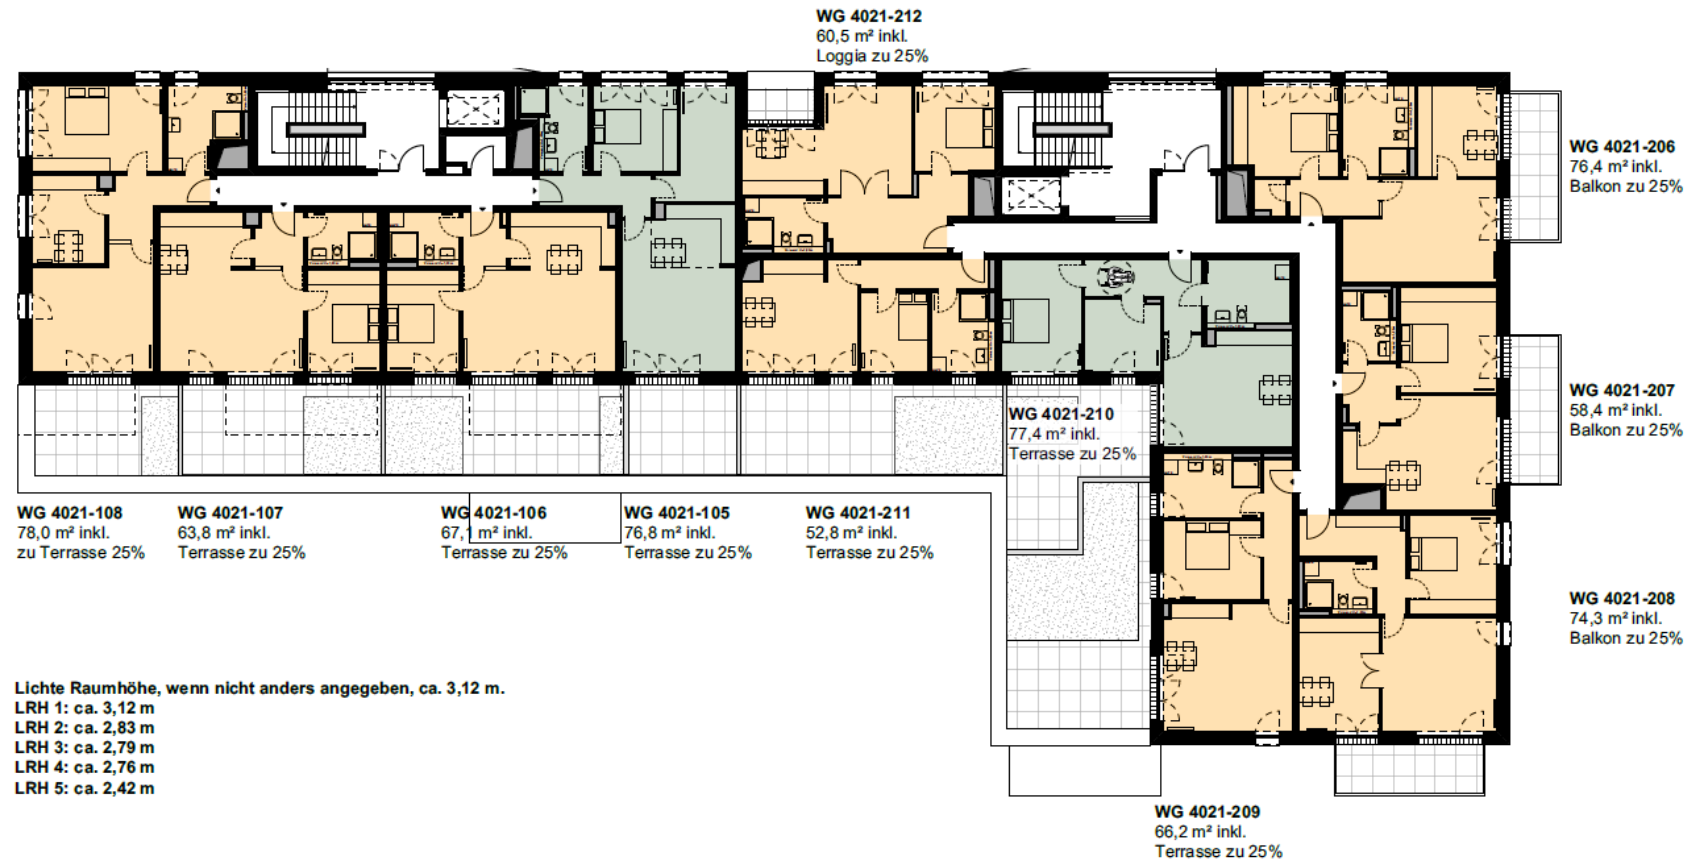 WG 4021-212
60,5 m² inkl.
Loggia zu 25%
WG 4021-206
76,4 m² inkl.
Balkon zu 25%
WG 4021-207
58,4 m² inkl.
Balkon zu 25%
WG 4021-210
77,4 m² inkl.
Terrasse zu 25%
WG 4021-108
78,0 m² inkl.
zu Terrasse 25%
WG 4021-107
63,8 m² inkl.
Terrasse zu 25%
WG 4021-106
67,1 m² inkl.
Terrasse zu 25%
WG 4021-105
76,8 m² inkl.
Terrasse zu 25%
WG 4021-211
52,8 m² inkl.
Terrasse zu 25%
WG 4021-208
74,3 m² inkl.
Balkon zu 25%
Lichte Raumhöhe, wenn nicht anders angegeben, ca. 3,12 m.
LRH 1: ca. 3,12 m
LRH 2: ca. 2,83 m
LRH 3: ca. 2,79 m
LRH 4: ca. 2,76 m
LRH 5: ca. 2,42 m
WG 4021-209
66,2 m² inkl.
Terrasse zu 25%